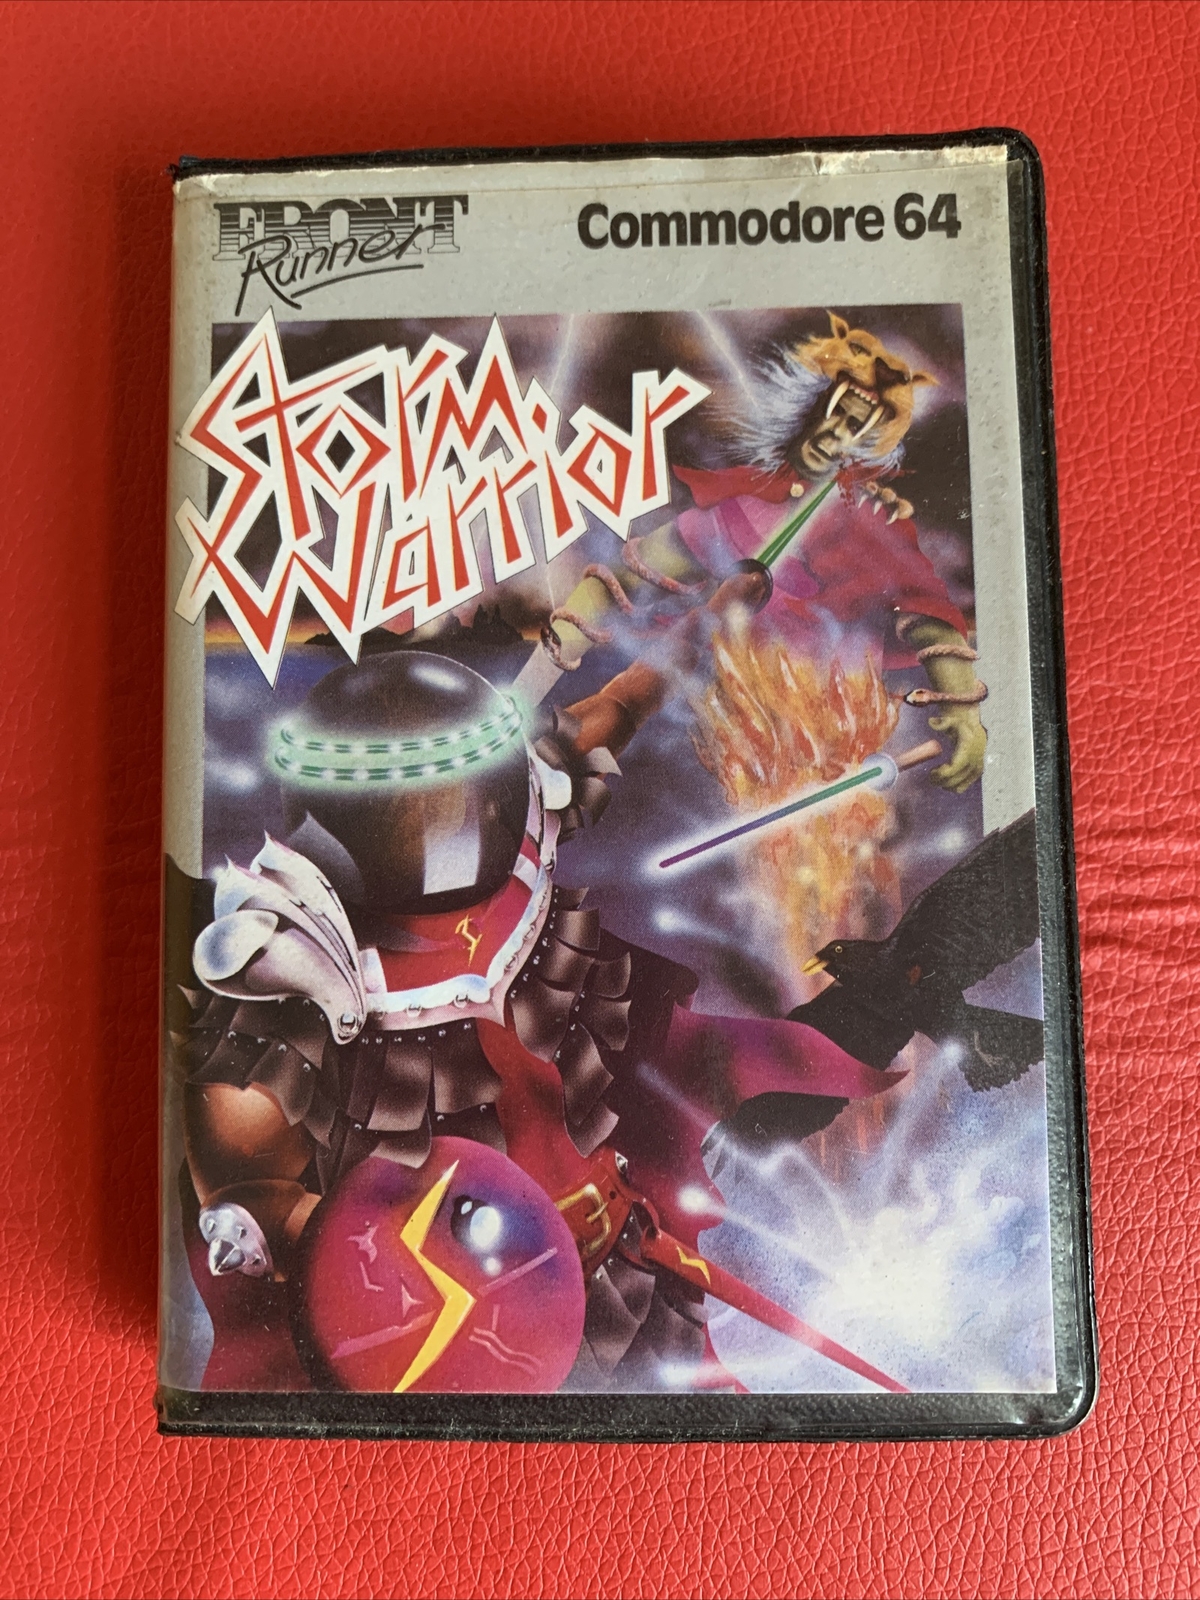 FRONT
Runner
Commodore 64
Storm
Warrior